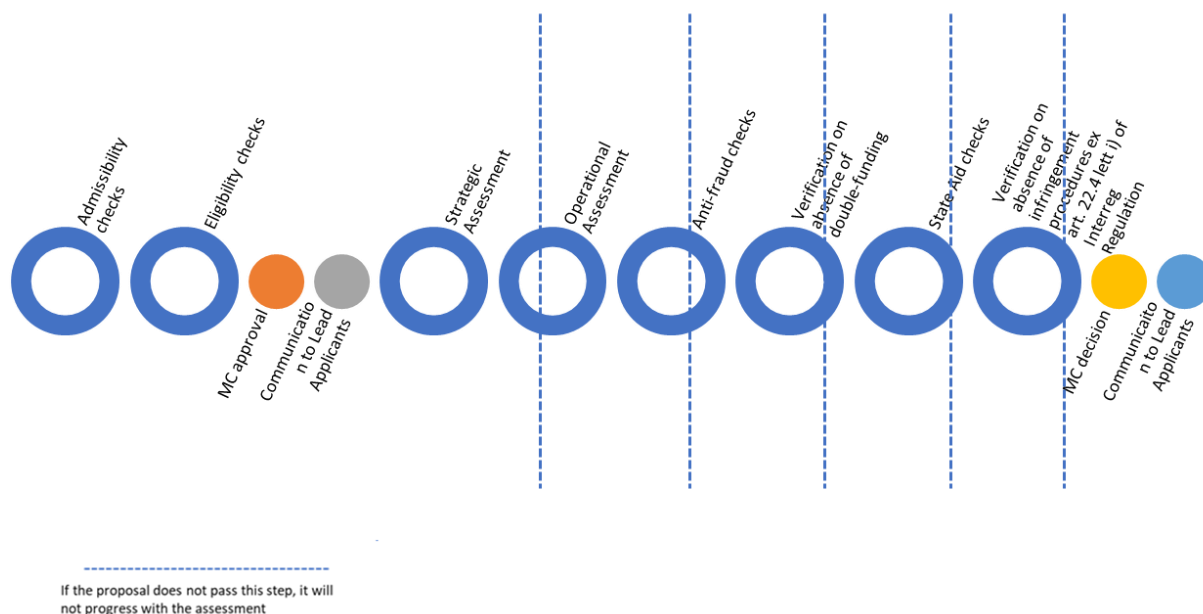 Admissibility
checks
Eligibility checks
MC approval
Communicatio
n to Lead
Applicants
Strategic
Assessment
Operational
Assessment
Anti-fraud checks
Verification on
absence of
double-funding
State Aid checks
Verification on
absence of
infringement
procedures ex
art. 22.4 lett i) of
Interreg
Regulation
MC decision
Communicaito
n to Lead
Applicants
If the proposal does not pass this step, it will
not progress with the assessment